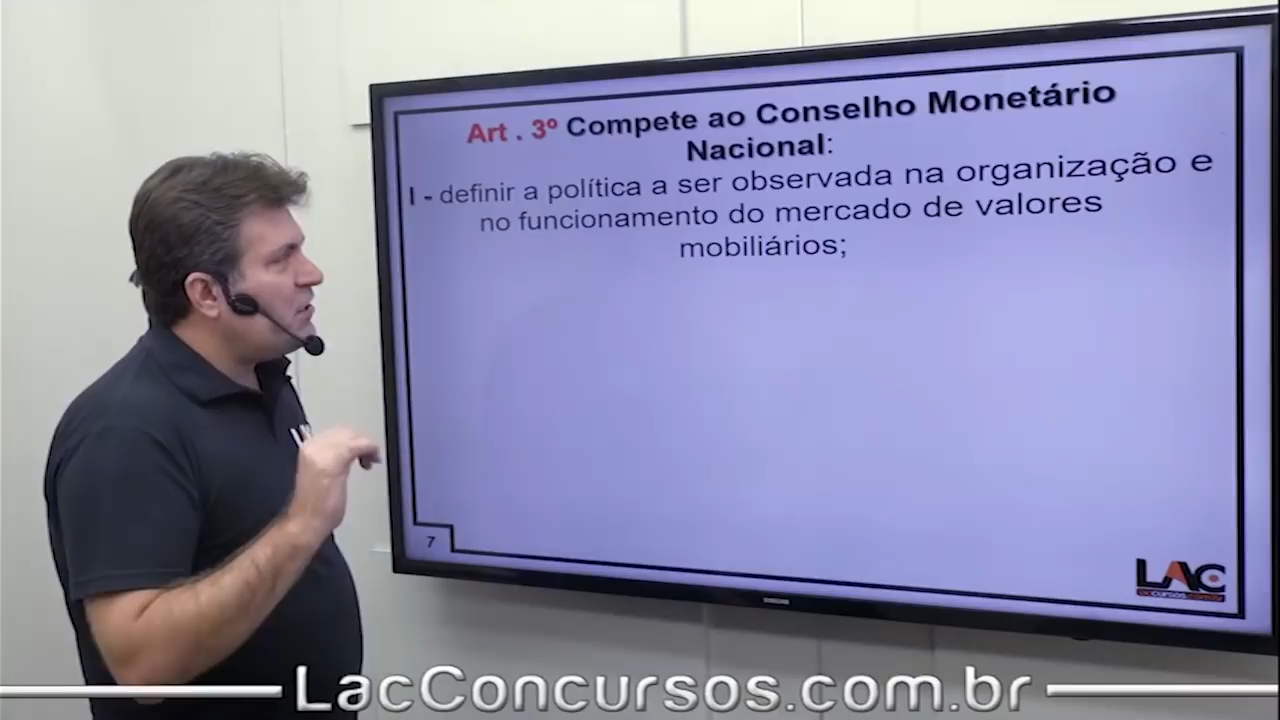 Art . 3º Compete ao Conselho Monetário
Nacional:
I - definir a política a ser observada na organização e
no funcionamento do mercado de valores
mobiliários;
7
LAC
SAMSUNG
LacConcursos.com.br